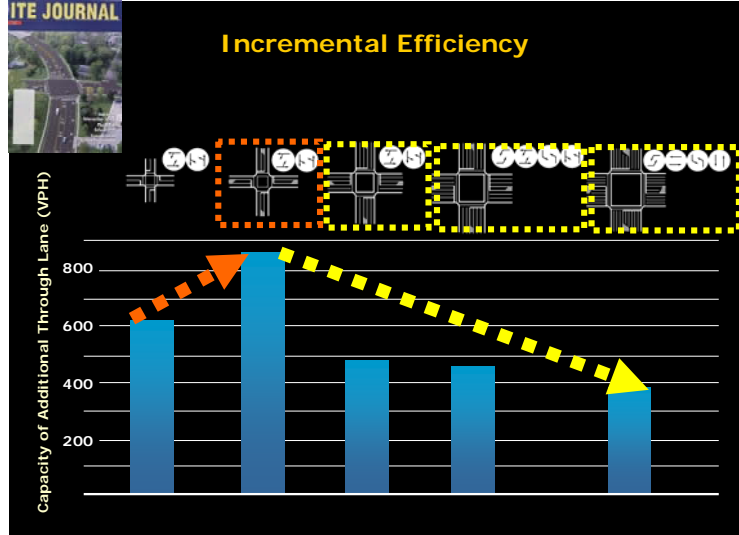 ITE JOURNAL
Incremental Efficiency
Capacity of Additional Through Lane (VPH)
800
600
400
200